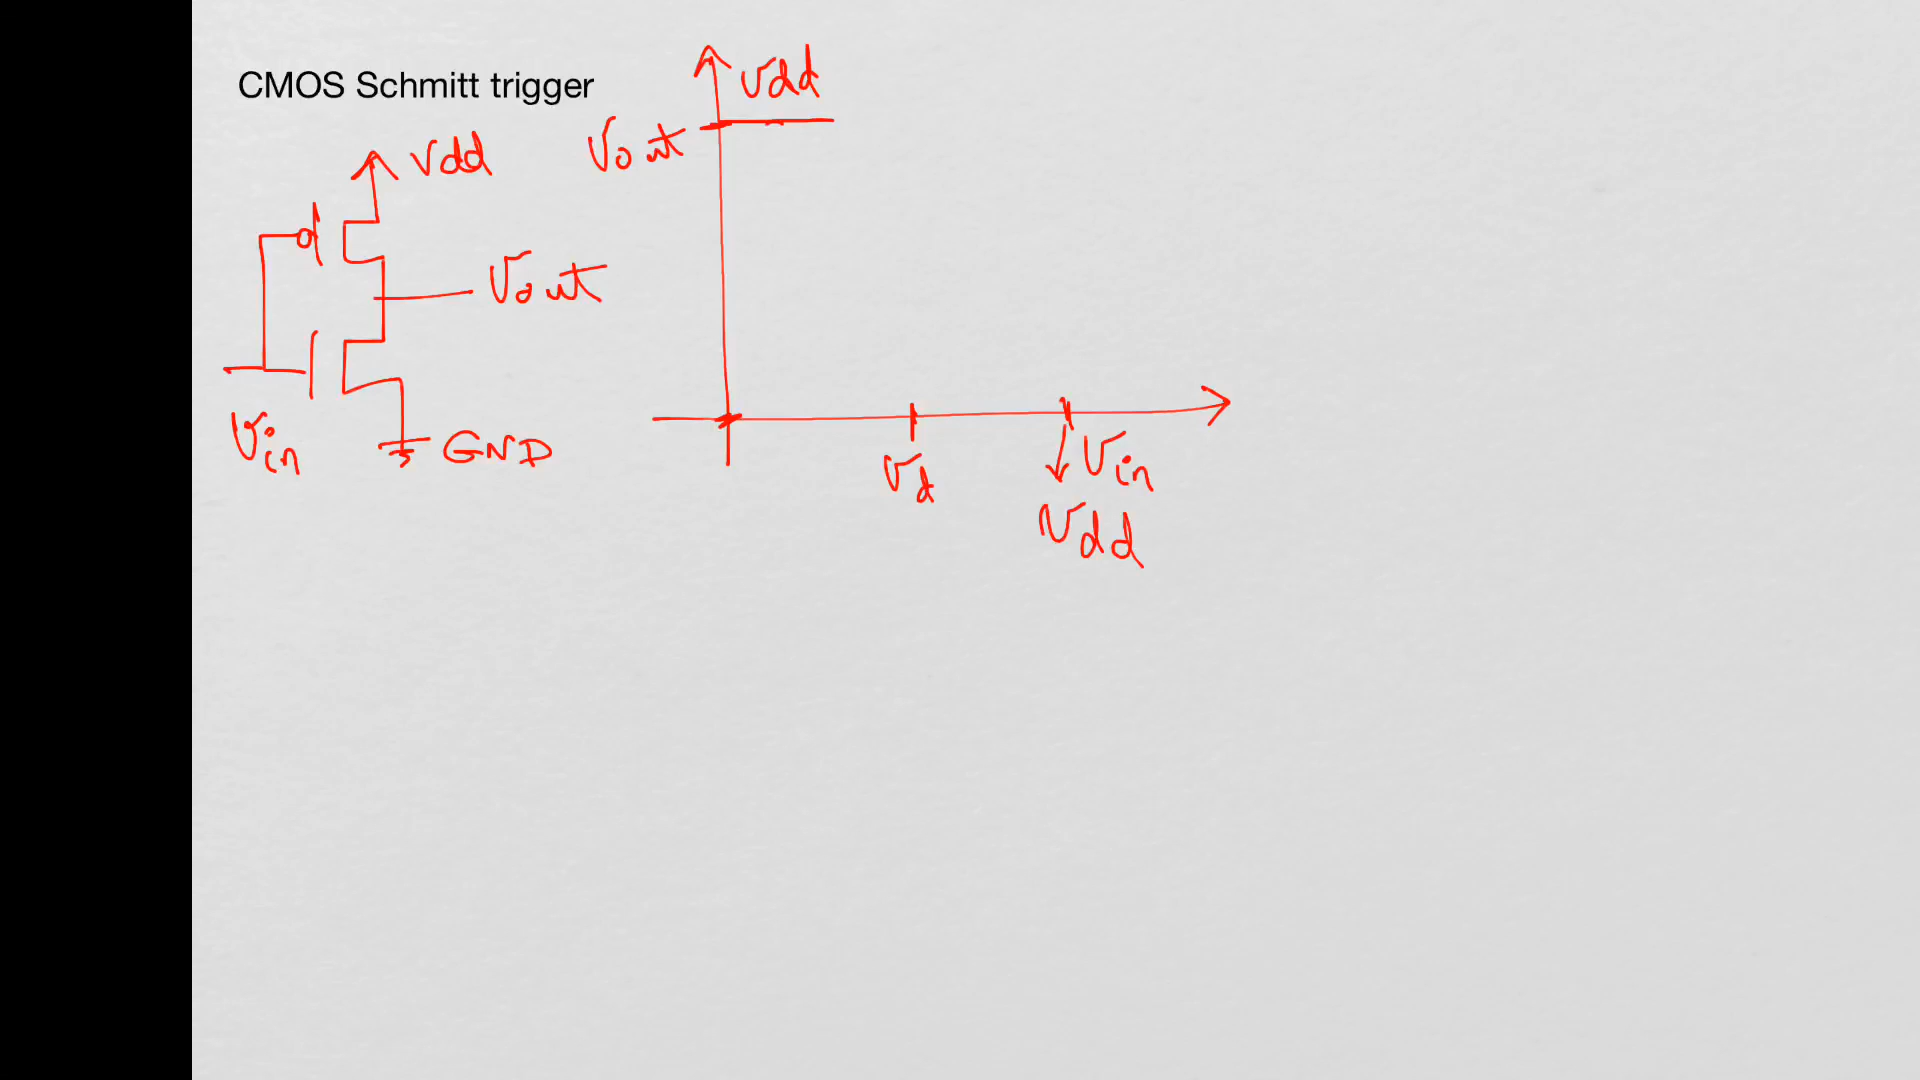 CMOS Schmitt trigger
Vdd
Vout
Vdd
Vout
Vin
GND
Vd
Vin
Vdd